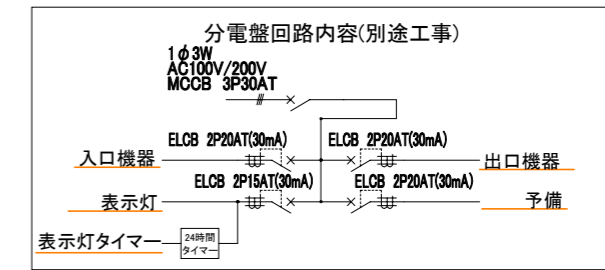 分電盤回路内容(別途工事)
1φ3W
AC100V/200V
MCCB 3P30AT
ELCB 2P20AT(30mA)
ELCB 2P20AT(30mA)
入口機器
出口機器
ELCB 2P15AT(30mA)
ELCB 2P20AT(30mA)
表示灯
予備
表示灯タイマー
24時間
タイマー